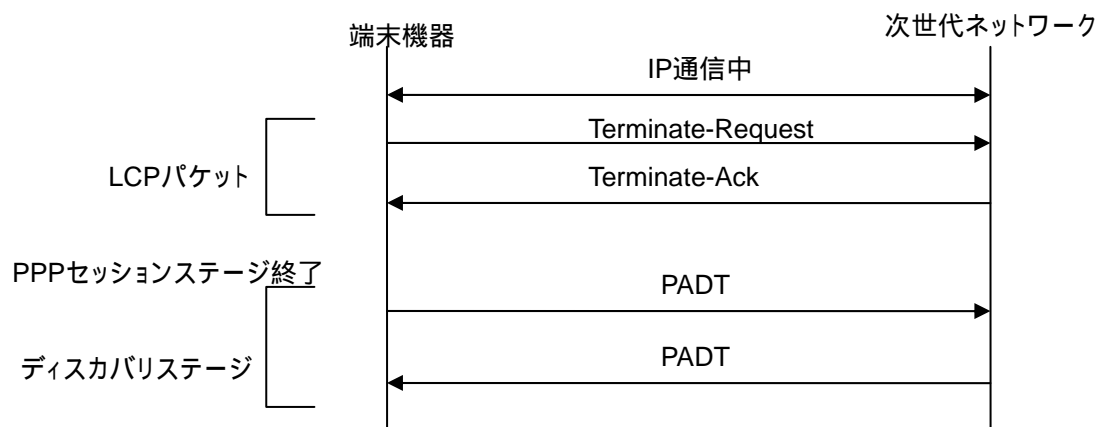 端末機器
次世代ネットワーク
IP通信中
Terminate-Request
LCPパケット
Terminate-Ack
PPPセッションステージ終了
PADT
ディスカバリステージ
PADT